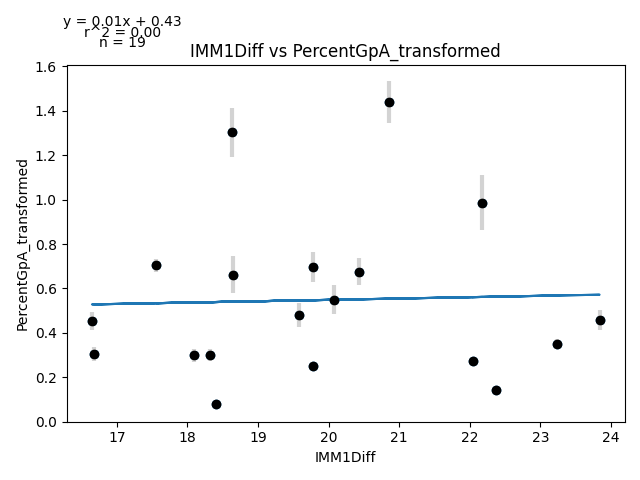 y = 0.01x + 0.43
r^2 = 0.00
n = 19
IMM1Diff vs PercentGpA_transformed
PercentGpA_transformed
1.6
1.4
1.2
1.0
0.8
0.6
0.4
0.2
0.0
17 18 19 20 21 22 23 24
IMM1Diff